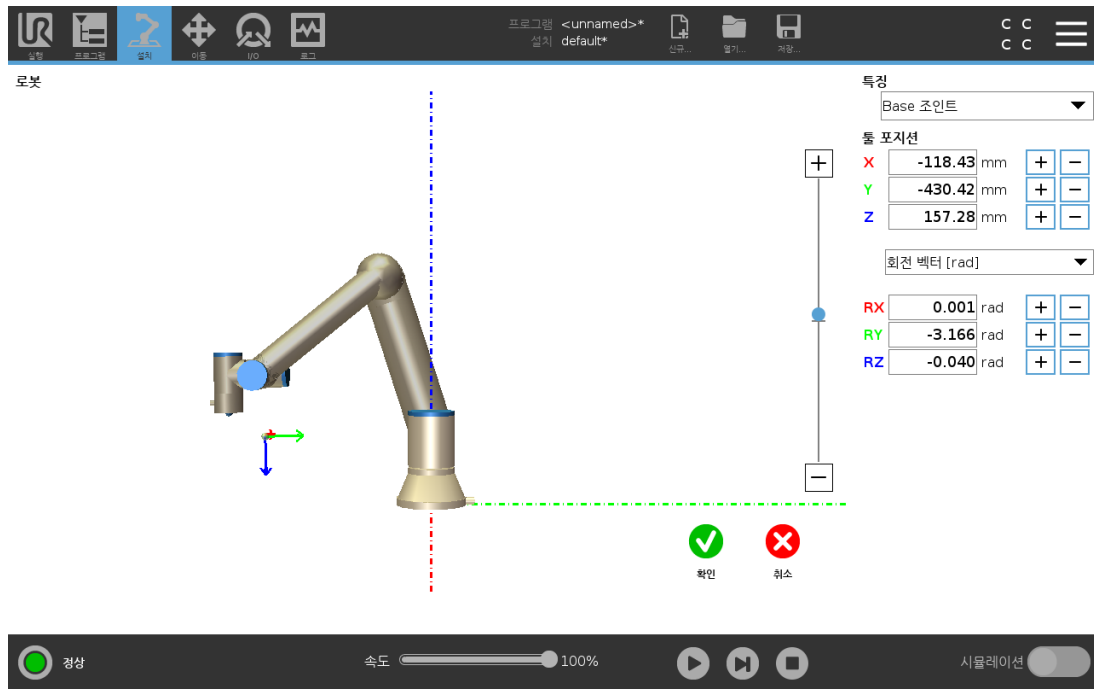 프로그램 <unnamed>*
설치 default*
C C
C C
실행 프로그램 설치 이동 I/O 로그 신규... 열기... 저장...
로봇
특징
Base 조인트
툴 포지션
X -118.43 mm + −
Y -430.42 mm + −
Z 157.28 mm + −
회전 벡터 [rad]
RX 0.001 rad + −
RY -3.166 rad + −
RZ -0.040 rad + −
확인 취소
정상 속도 100% 시뮬레이션